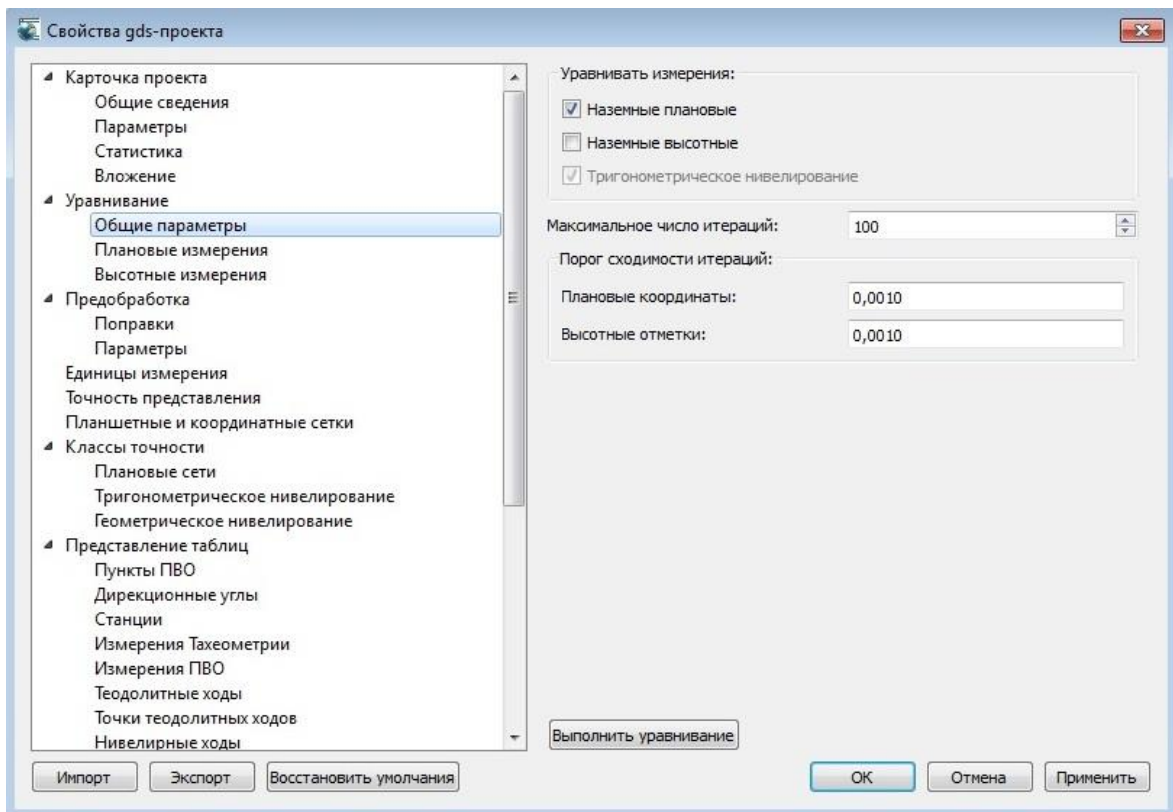 Свойства gds-проекта
Карточка проекта
Общие сведения
Параметры
Статистика
Вложение
Уравнивание
Общие параметры
Плановые измерения
Высотные измерения
Предобработка
Поправки
Параметры
Единицы измерения
Точность представления
Планшетные и координатные сетки
Классы точности
Плановые сети
Тригонометрическое нивелирование
Геометрическое нивелирование
Представление таблиц
Пункты ПВО
Дирекционные углы
Станции
Измерения Тахеометрии
Измерения ПВО
Теодолитные ходы
Точки теодолитных ходов
Нивелирные ходы
Уравнивать измерения:
Наземные плановые
Наземные высотные
Тригонометрическое нивелирование
Максимальное число итераций: 100
Порог сходимости итераций:
Плановые координаты: 0,0010
Высотные отметки: 0,0010
Выполнить уравнивание
Импорт Экспорт Восстановить умолчания ОК Отмена Применить